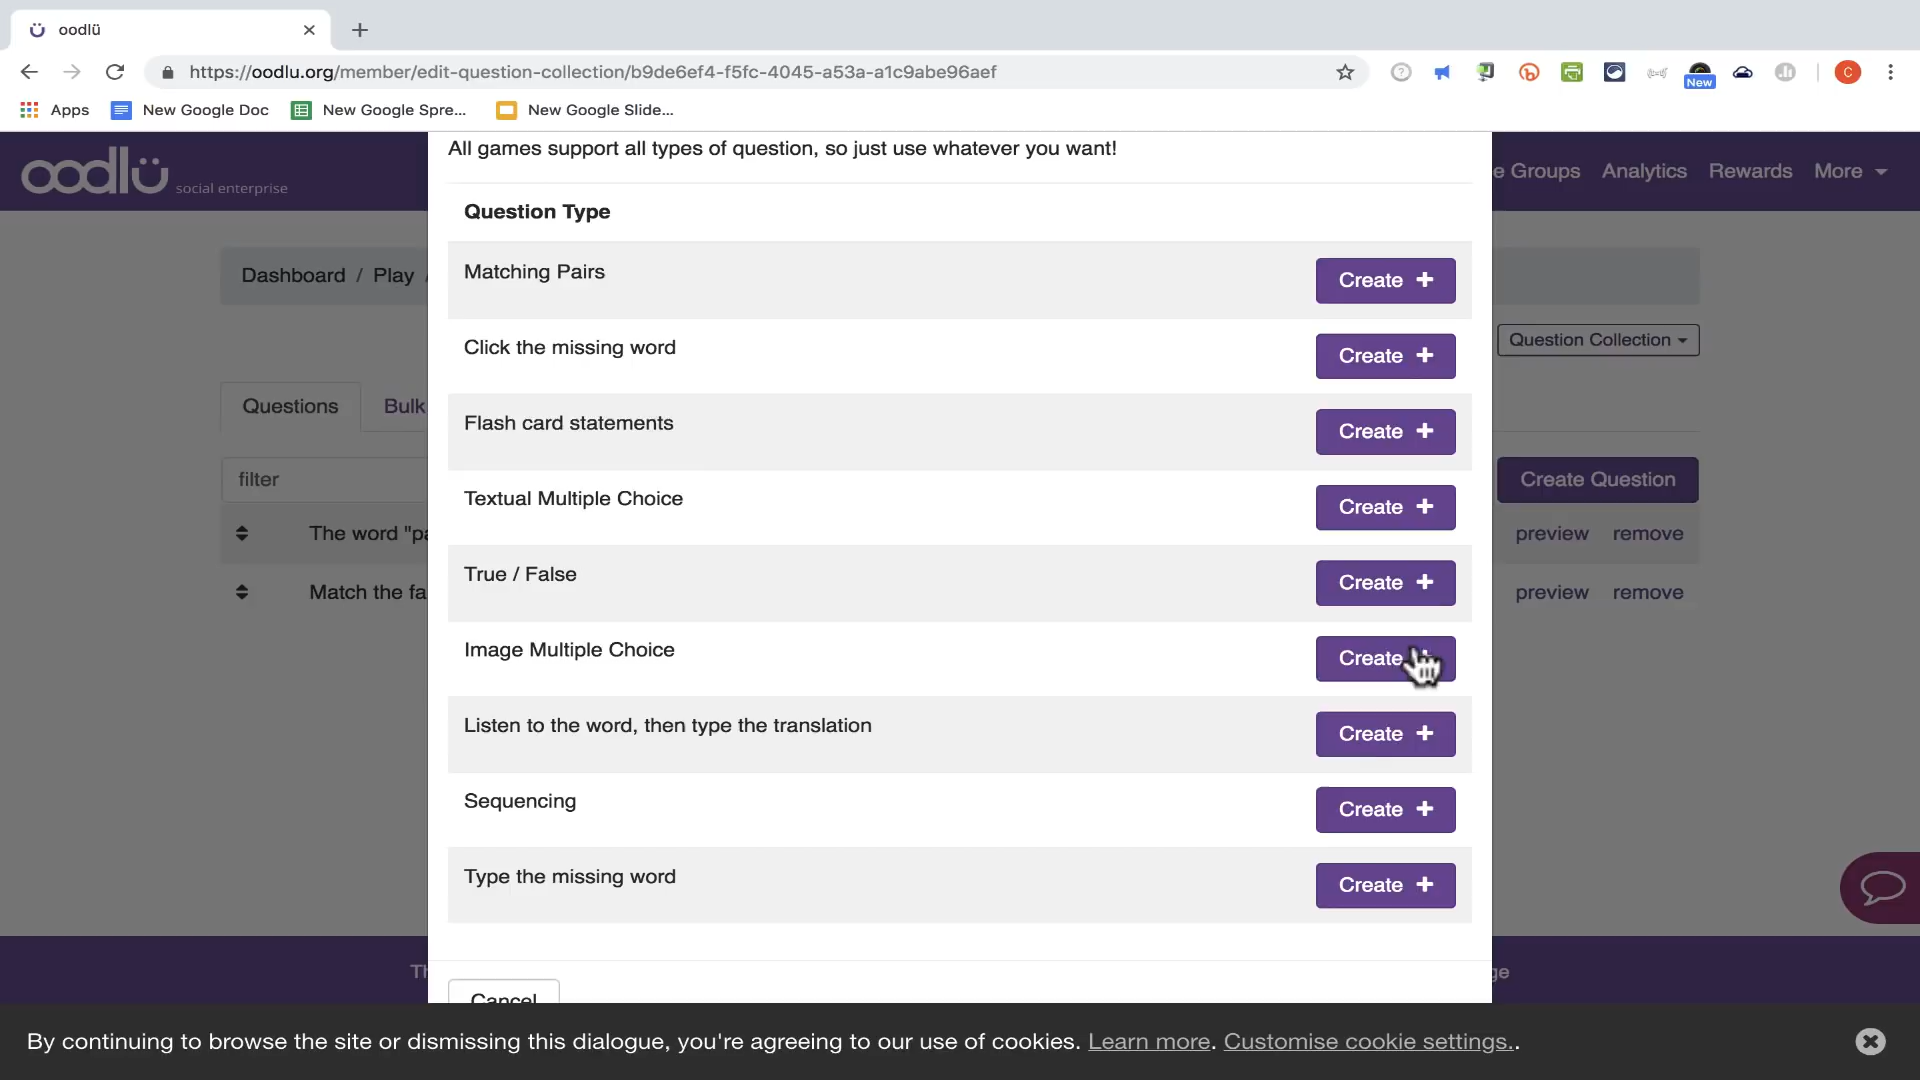 oodlü
https://oodlu.org/member/edit-question-collection/b9de6ef4-f5fc-4045-a53a-a1c9abe96aef
New
C
Apps
New Google Doc
New Google Spre...
New Google Slide...
oodlü social enterprise
Groups
Analytics
Rewards
More
All games support all types of question, so just use whatever you want!
Question Type
Dashboard / Play /
Matching Pairs
Create +
Question Collection
Click the missing word
Create +
Questions
Bulk
Flash card statements
Create +
filter
Create Question
Textual Multiple Choice
Create +
The word "pa
preview remove
True / False
Create +
Match the fa
preview remove
Image Multiple Choice
Create
Listen to the word, then type the translation
Create +
Sequencing
Create +
Type the missing word
Create +
Cancel
By continuing to browse the site or dismissing this dialogue, you're agreeing to our use of cookies. Learn more. Customise cookie settings..